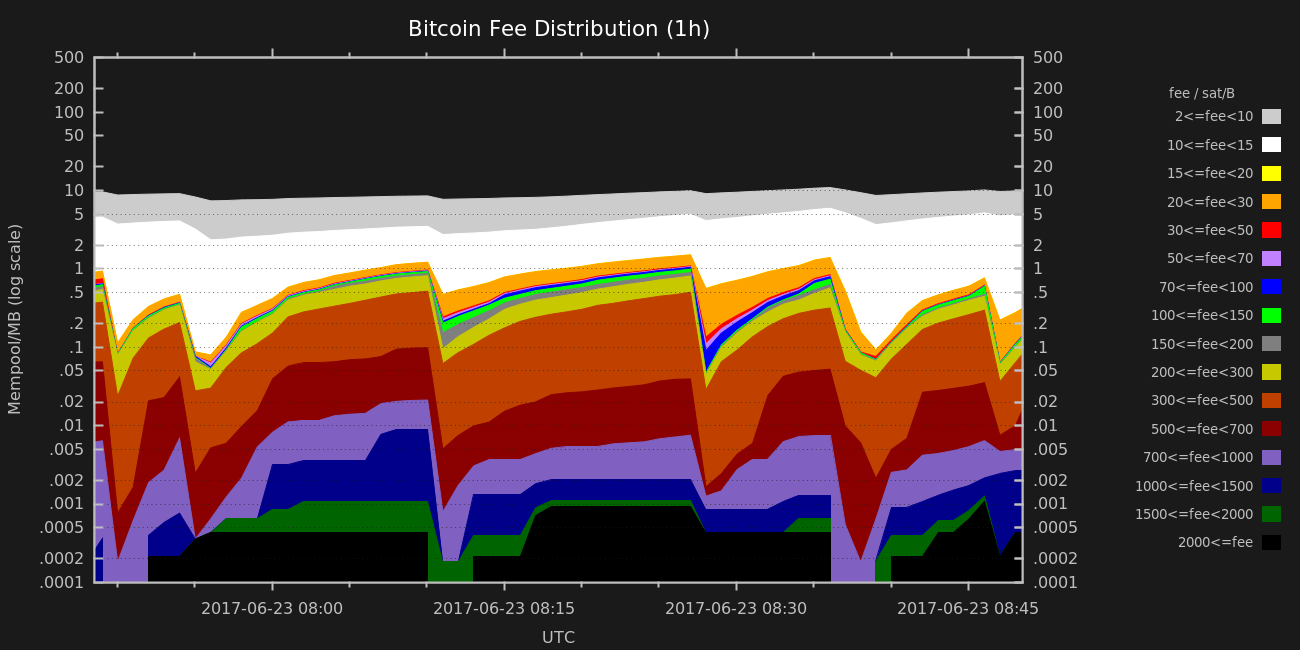 Bitcoin Fee Distribution (1h)
500 500
200 200
100 100
50 50
20 20
10 10
5 5
2 2
1 1
.5 .5
.2 .2
.1 .1
.05 .05
.02 .02
.01 .01
.005 .005
.002 .002
.001 .001
.0005 .0005
.0002 .0002
.0001 .0001
Mempool/MB (log scale)
2017-06-23 08:00 2017-06-23 08:15 2017-06-23 08:30 2017-06-23 08:45
UTC
fee / sat/B
2<=fee<10
10<=fee<15
15<=fee<20
20<=fee<30
30<=fee<50
50<=fee<70
70<=fee<100
100<=fee<150
150<=fee<200
200<=fee<300
300<=fee<500
500<=fee<700
700<=fee<1000
1000<=fee<1500
1500<=fee<2000
2000<=fee